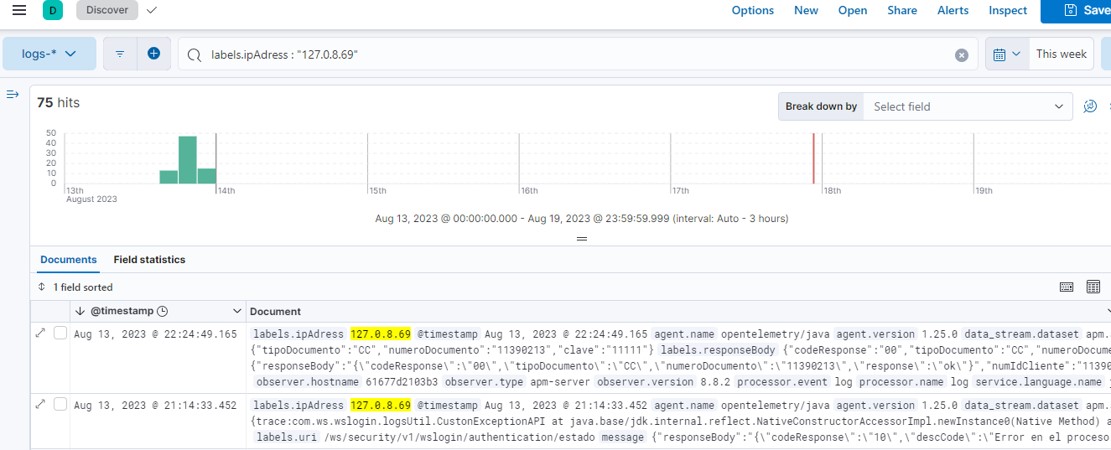 D Discover Options New Open Share Alerts Inspect Save
logs-* labels.ipAdress : "127.0.8.69" This week
75 hits
Break down by Select field
50
40
30
20
10
0
13th 14th 15th 16th 17th 18th 19th
August 2023
Aug 13, 2023 @ 00:00:00.000 - Aug 19, 2023 @ 23:59:59.999 (interval: Auto - 3 hours)
Documents Field statistics
1 field sorted
@timestamp Document
Aug 13, 2023 @ 22:24:49.165 labels.ipAdress 127.0.8.69 @timestamp Aug 13, 2023 @ 22:24:49.165 agent.name opentelemetry/java agent.version 1.25.0 data_stream.dataset apm.
{"tipoDocumento":"CC","numeroDocumento":"11390213","clave":"11111"} labels.responseBody {"codeResponse":"00","tipoDocumento":"CC","numeroDocume
{"responseBody":"{\"codeResponse\":\"00\",\"tipoDocumento\":\"CC\",\"numeroDocumento\":\"11390213\",\"response\":\"ok\"}","numIdCliente":"11390
observer.hostname 61677d2103b3 observer.type apm-server observer.version 8.8.2 processor.event log processor.name log service.language.name
Aug 13, 2023 @ 21:14:33.452 labels.ipAdress 127.0.8.69 @timestamp Aug 13, 2023 @ 21:14:33.452 agent.name opentelemetry/java agent.version 1.25.0 data_stream.dataset apm.
{trace:com.ws.wslogin.logsUtil.CustonExceptionAPI at java.base/jdk.internal.reflect.NativeConstructorAccessorImpl.newInstance0(Native Method) a
labels.uri /ws/security/v1/wslogin/authentication/estado message {"responseBody":"{\"codeResponse\":\"10\",\"descCode\":\"Error en el proceso